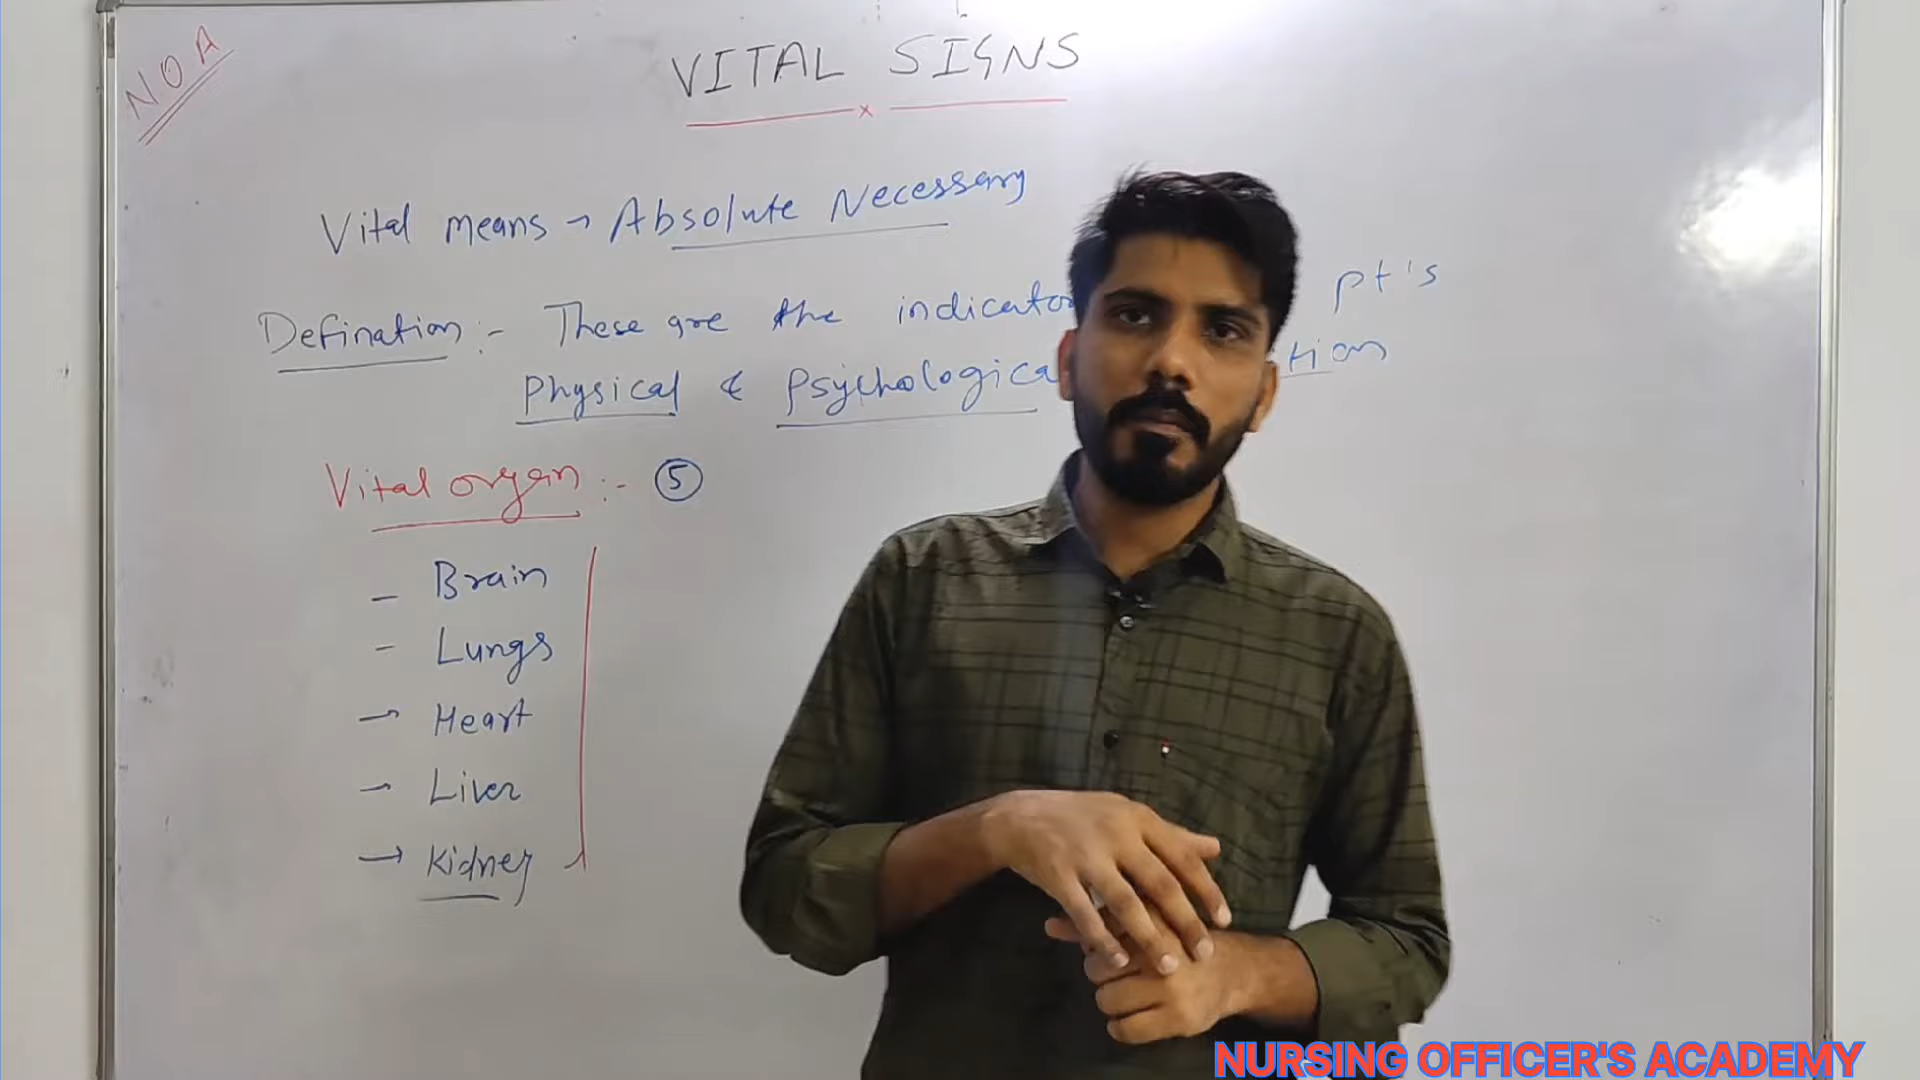 NOA
VITAL SIGNS
Vital means → Absolute Necessary
Defination :- These are the indicator pt's
Physical & Psychologica tion
Vital organ :- 5
- Brain
- Lungs
→ Heart
→ Liver
→ Kidney
NURSING OFFICER'S ACADEMY